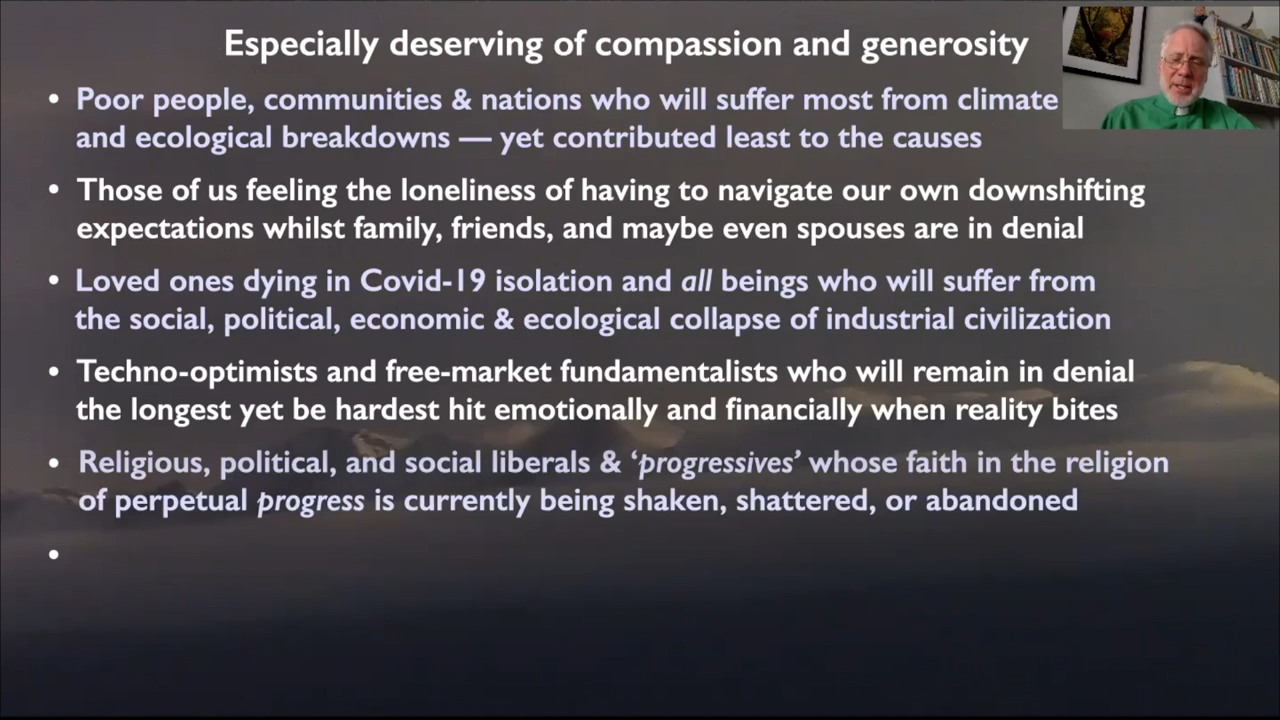 Especially deserving of compassion and generosity
• Poor people, communities & nations who will suffer most from climate
and ecological breakdowns — yet contributed least to the causes
• Those of us feeling the loneliness of having to navigate our own downshifting
expectations whilst family, friends, and maybe even spouses are in denial
• Loved ones dying in Covid-19 isolation and all beings who will suffer from
the social, political, economic & ecological collapse of industrial civilization
• Techno-optimists and free-market fundamentalists who will remain in denial
the longest yet be hardest hit emotionally and financially when reality bites
• Religious, political, and social liberals & ‘progressives’ whose faith in the religion
of perpetual progress is currently being shaken, shattered, or abandoned
•